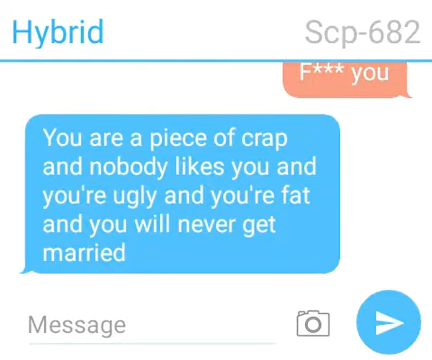 Hybrid Scp-682
F*** you
You are a piece of crap
and nobody likes you and
you're ugly and you're fat
and you will never get
married
Message